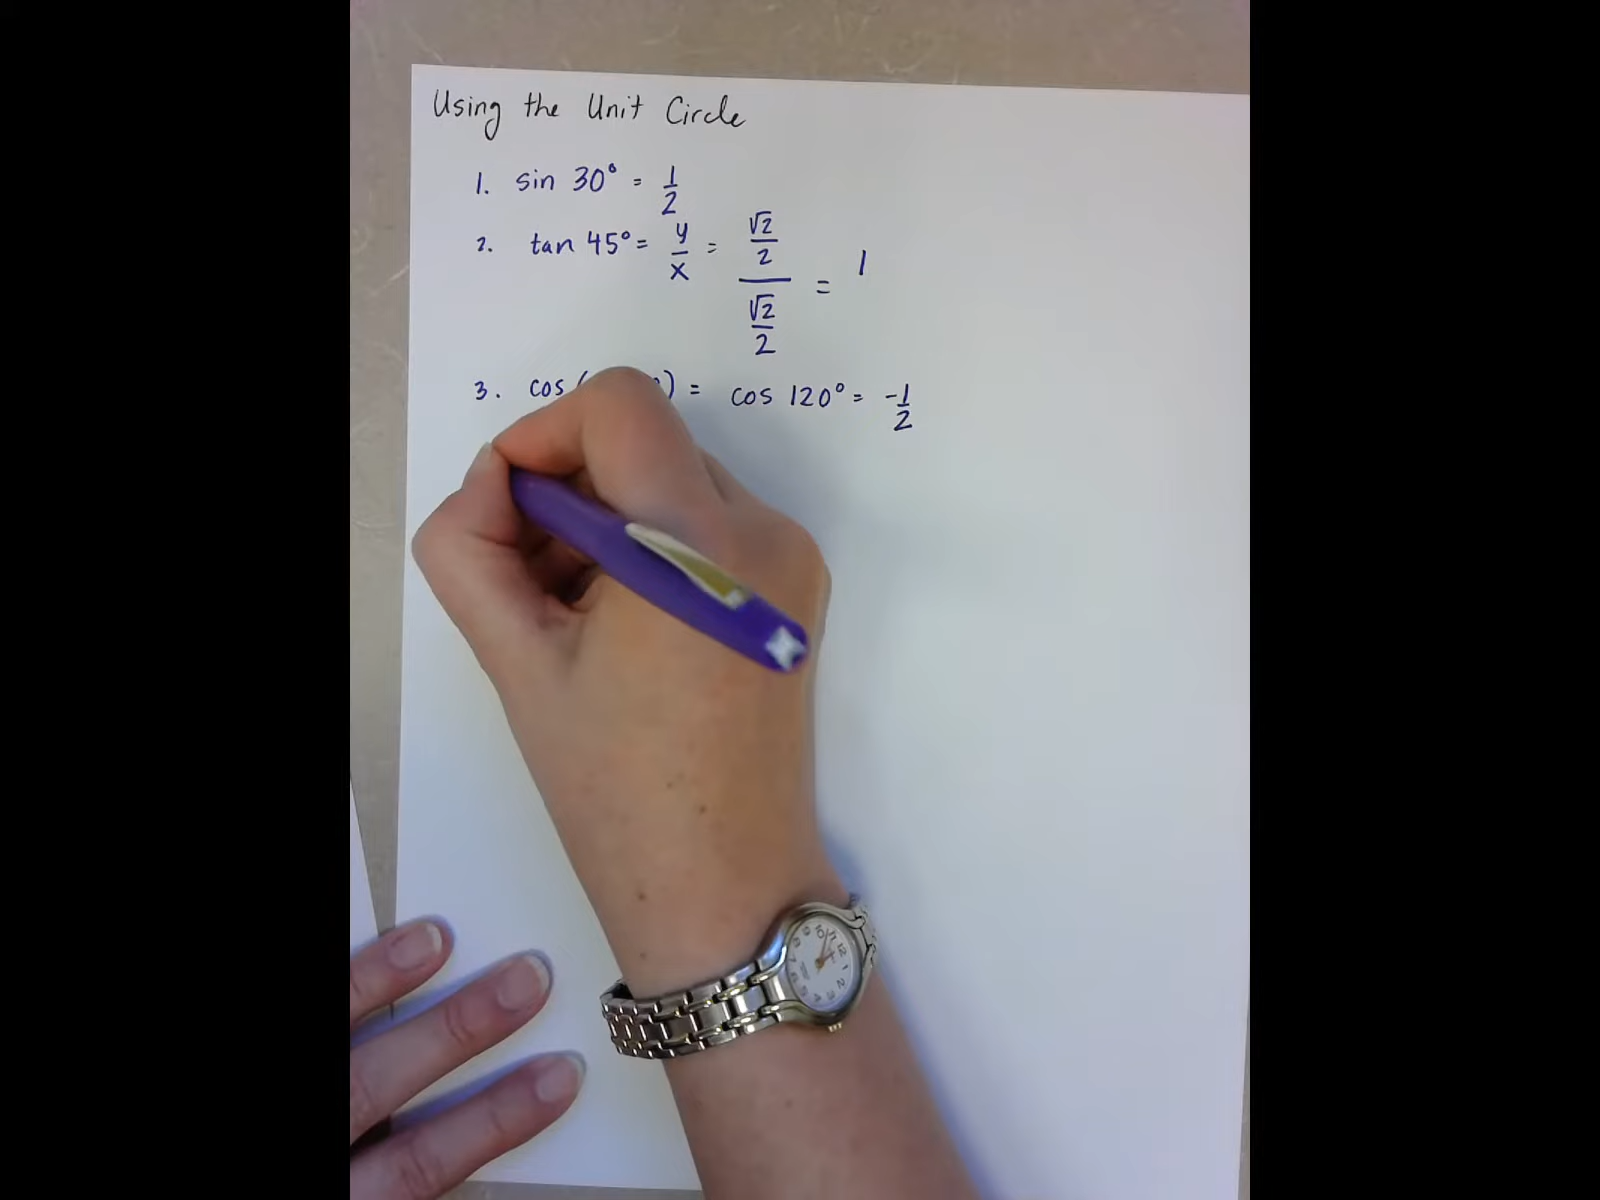 Using the Unit Circle
1. sin 30° = 1/2
2. tan 45° = y/x = (√2/2)/(√2/2) = 1
3. cos ( °) = cos 120° = -1/2